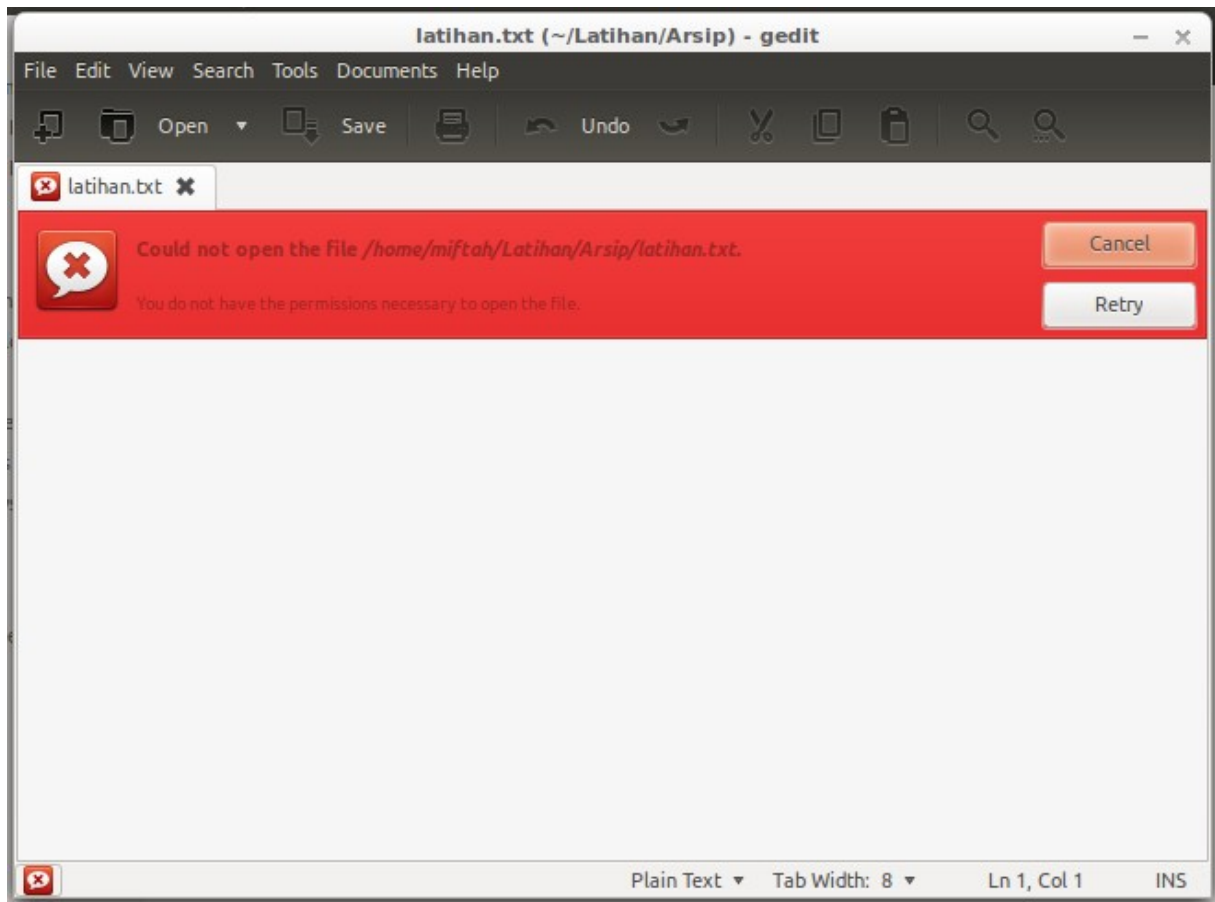 latihan.txt (~/Latihan/Arsip) - gedit
File Edit View Search Tools Documents Help
Open Save Undo
latihan.txt
Could not open the file /home/miftah/Latihan/Arsip/latihan.txt.
Cancel
You do not have the permissions necessary to open the file.
Retry
Plain Text Tab Width: 8 Ln 1, Col 1 INS